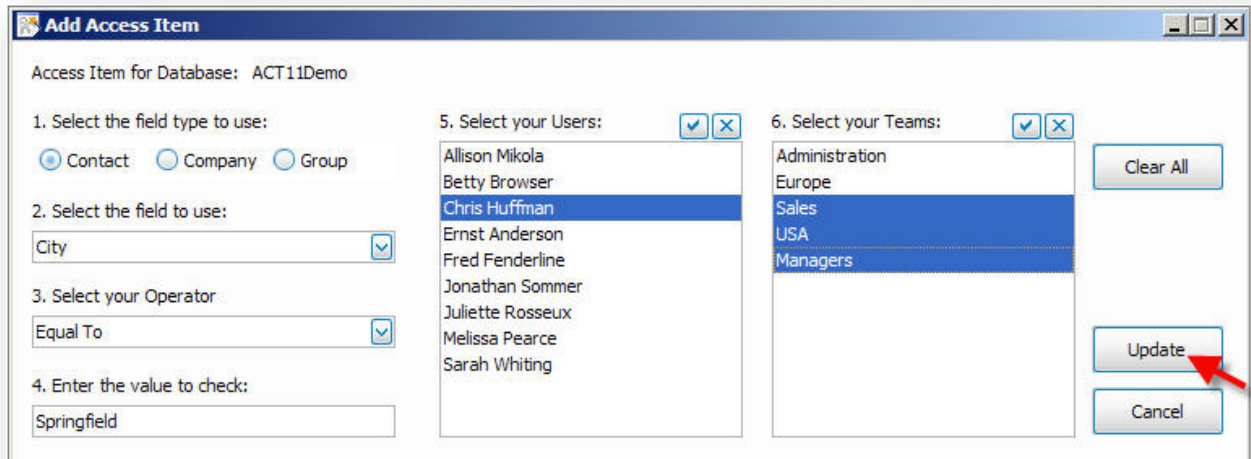 Add Access Item
Access Item for Database: ACT11Demo
1. Select the field type to use:
Contact Company Group
2. Select the field to use:
City
3. Select your Operator
Equal To
4. Enter the value to check:
Springfield
5. Select your Users:
Allison Mikola
Betty Browser
Chris Huffman
Ernst Anderson
Fred Fenderline
Jonathan Sommer
Juliette Rosseux
Melissa Pearce
Sarah Whiting
6. Select your Teams:
Administration
Europe
Sales
USA
Managers
Clear All
Update
Cancel